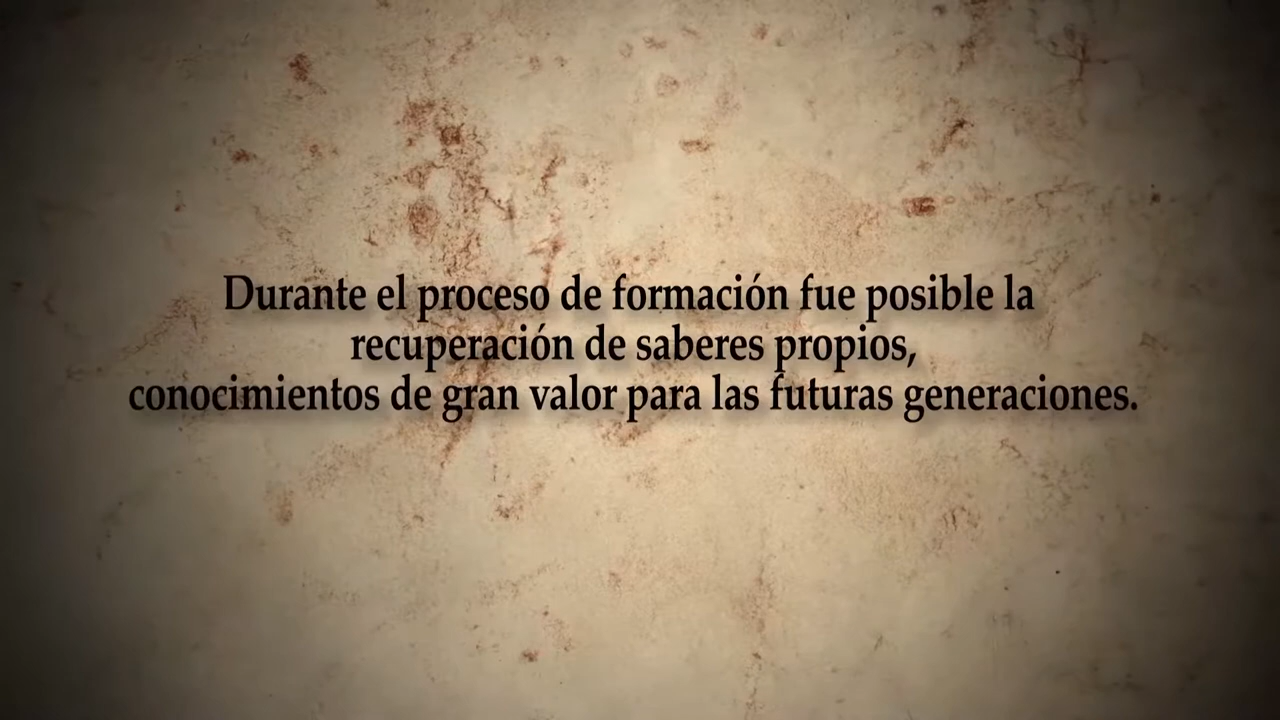 Durante el proceso de formación fue posible la
recuperación de saberes propios,
conocimientos de gran valor para las futuras generaciones.